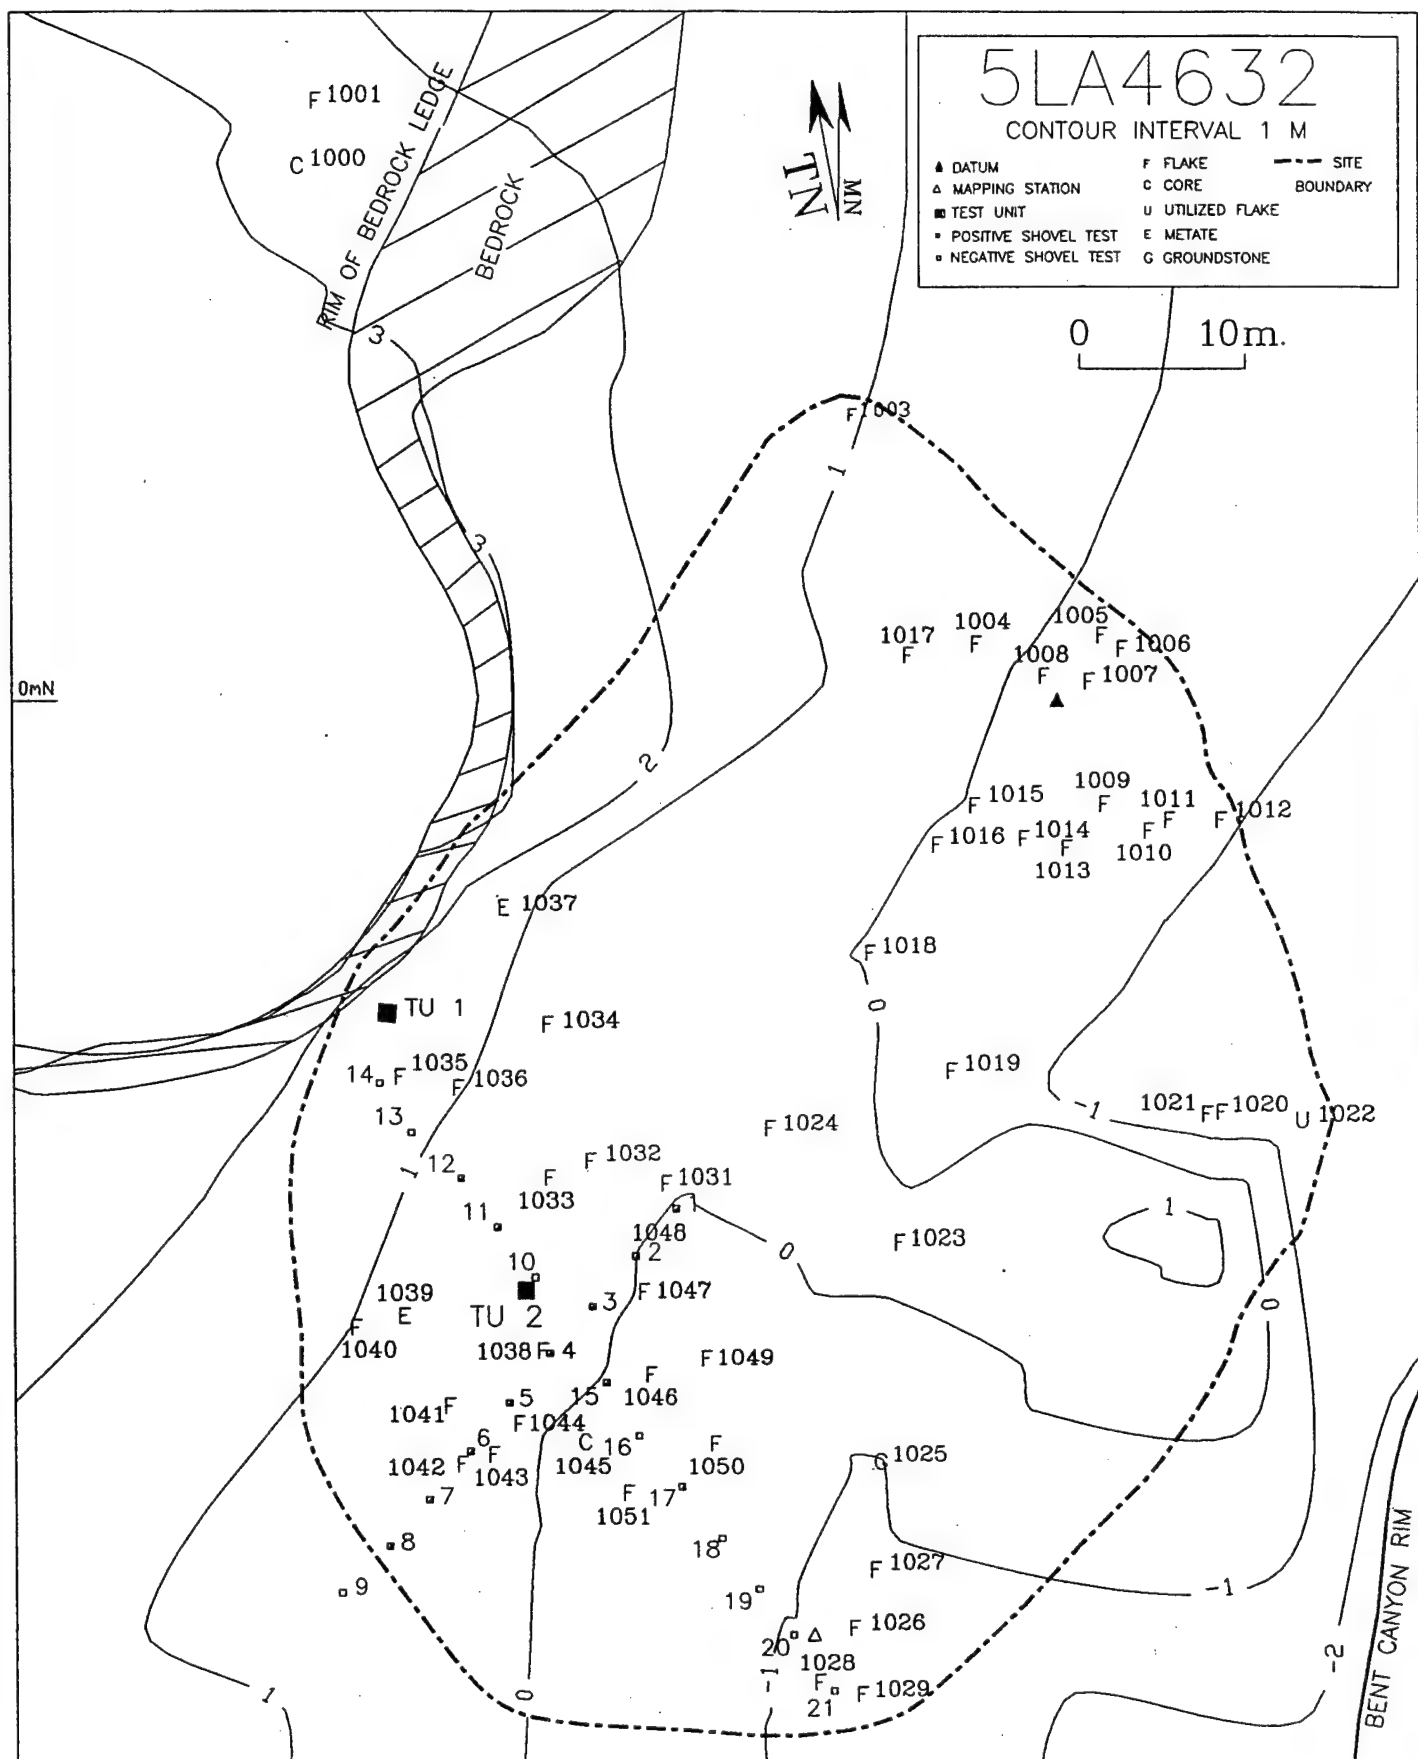 5LA4632
CONTOUR INTERVAL 1 M
DATUM
MAPPING STATION
TEST UNIT
POSITIVE SHOVEL TEST
NEGATIVE SHOVEL TEST
F FLAKE
C CORE
U UTILIZED FLAKE
E METATE
G GROUNDSTONE
SITE
BOUNDARY
F 1001
C 1000
RIM OF BEDROCK LEDGE
BEDROCK
TN
MN
0 10m.
3
F 1003
1
3
1004
F
1005
F
1017
F
1008
F
F 1006
F 1007
0mN
2
F 1015
1009
F
1011
F
F 1012
F 1016
F 1014
F
1013
F
1010
E 1037
F 1018
0
TU 1
F 1034
14
F 1035
F 1036
F 1019
13
-1
1021 F
F 1020
U 1022
F 1024
12
1
F 1032
F
1033
F 1031
11
1
1048
2
0
F 1023
1
10
TU 2
3
F 1047
0
1039
E
F
1040
1038 F
4
F 1049
15
F
1046
1041 F
5
F 1044
6
F
1043
1042 F
C
1045
16
F
1050
C 1025
7
F
1051
17
8
18
F 1027
9
19
-1
20
F 1026
1028
F
21
F 1029
-1
0
1
-2
BENT CANYON RIM